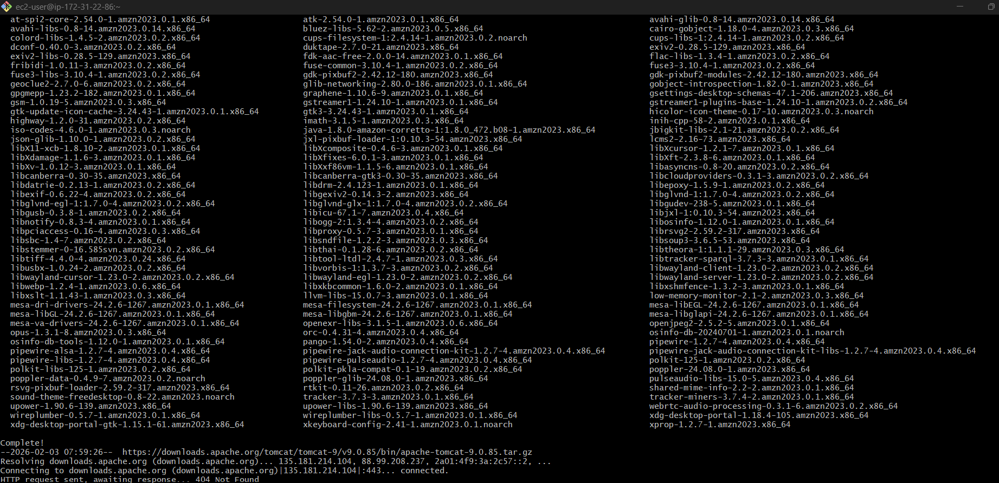 ec2-user@ip-172-31-22-86:~
at-spi2-core-2.54.0-1.amzn2023.0.1.x86_64 atk-2.54.0-1.amzn2023.0.1.x86_64 avahi-glib-0.8-14.amzn2023.0.14.x86_64
avahi-libs-0.8-14.amzn2023.0.14.x86_64 bluez-libs-5.62-2.amzn2023.0.5.x86_64 cairo-gobject-1.18.0-4.amzn2023.0.3.x86_64
colord-libs-1.4.5-2.amzn2023.0.2.x86_64 cups-filesystem-1:2.4.14-1.amzn2023.0.2.noarch cups-libs-1:2.4.14-1.amzn2023.0.2.x86_64
dconf-0.40.0-3.amzn2023.0.2.x86_64 duktape-2.7.0-21.amzn2023.x86_64 exiv2-0.28.5-129.amzn2023.x86_64
exiv2-libs-0.28.5-129.amzn2023.x86_64 fdk-aac-free-2.0.0-14.amzn2023.0.1.x86_64 flac-libs-1.3.4-1.amzn2023.0.2.x86_64
fribidi-1.0.11-3.amzn2023.0.2.x86_64 fuse-common-3.10.4-1.amzn2023.0.2.x86_64 fuse3-3.10.4-1.amzn2023.0.2.x86_64
fuse3-libs-3.10.4-1.amzn2023.0.2.x86_64 gdk-pixbuf2-2.42.12-180.amzn2023.x86_64 gdk-pixbuf2-modules-2.42.12-180.amzn2023.x86_64
geoclue2-2.7.0-6.amzn2023.0.2.x86_64 glib-networking-2.80.0-186.amzn2023.0.1.x86_64 gobject-introspection-1.82.0-1.amzn2023.x86_64
gpgmepp-1.23.2-182.amzn2023.0.1.x86_64 graphene-1.10.6-9.amzn2023.0.1.x86_64 gsettings-desktop-schemas-47.1-206.amzn2023.x86_64
gsm-1.0.19-5.amzn2023.0.3.x86_64 gstreamer1-1.24.10-1.amzn2023.0.1.x86_64 gstreamer1-plugins-base-1.24.10-1.amzn2023.0.2.x86_64
gtk-update-icon-cache-3.24.43-1.amzn2023.0.1.x86_64 gtk3-3.24.43-1.amzn2023.0.1.x86_64 hicolor-icon-theme-0.17-10.amzn2023.0.3.noarch
highway-1.2.0-31.amzn2023.0.2.x86_64 imath-3.1.5-1.amzn2023.0.3.x86_64 inih-cpp-58-2.amzn2023.0.1.x86_64
iso-codes-4.6.0-1.amzn2023.0.3.noarch java-1.8.0-amazon-corretto-1:1.8.0_472.b08-1.amzn2023.x86_64 jbigkit-libs-2.1-21.amzn2023.0.2.x86_64
json-glib-1.10.0-1.amzn2023.0.2.x86_64 jxl-pixbuf-loader-1:0.10.3-54.amzn2023.x86_64 lcms2-2.16-73.amzn2023.x86_64
libX11-xcb-1.8.10-2.amzn2023.0.1.x86_64 libXcomposite-0.4.6-3.amzn2023.0.1.x86_64 libXcursor-1.2.1-7.amzn2023.0.1.x86_64
libXdamage-1.1.6-3.amzn2023.0.1.x86_64 libXfixes-6.0.1-3.amzn2023.0.1.x86_64 libXft-2.3.8-6.amzn2023.0.1.x86_64
libXv-1.0.12-3.amzn2023.0.1.x86_64 libXxf86vm-1.1.5-6.amzn2023.0.1.x86_64 libasyncns-0.8-20.amzn2023.0.2.x86_64
libcanberra-0.30-35.amzn2023.x86_64 libcanberra-gtk3-0.30-35.amzn2023.x86_64 libcloudproviders-0.3.1-3.amzn2023.0.2.x86_64
libdatrie-0.2.13-1.amzn2023.0.2.x86_64 libdrm-2.4.123-1.amzn2023.0.1.x86_64 libepoxy-1.5.9-1.amzn2023.0.2.x86_64
libexif-0.6.22-4.amzn2023.0.2.x86_64 libgexiv2-0.14.3-2.amzn2023.x86_64 libglvnd-1:1.7.0-4.amzn2023.0.2.x86_64
libglvnd-egl-1:1.7.0-4.amzn2023.0.2.x86_64 libglvnd-glx-1:1.7.0-4.amzn2023.0.2.x86_64 libgudev-238-5.amzn2023.0.1.x86_64
libgusb-0.3.8-1.amzn2023.0.2.x86_64 libicu-67.1-7.amzn2023.0.4.x86_64 libjxl-1:0.10.3-54.amzn2023.x86_64
libnotify-0.8.3-4.amzn2023.0.1.x86_64 libogg-2:1.3.4-4.amzn2023.0.2.x86_64 libosinfo-1.12.0-1.amzn2023.0.1.x86_64
libpciaccess-0.16-4.amzn2023.0.3.x86_64 libproxy-0.5.7-3.amzn2023.0.1.x86_64 librsvg2-2.59.2-317.amzn2023.x86_64
libsbc-1.4-7.amzn2023.0.2.x86_64 libsndfile-1.2.2-3.amzn2023.0.3.x86_64 libsoup3-3.6.5-53.amzn2023.x86_64
libstemmer-0-16.585svn.amzn2023.0.2.x86_64 libthai-0.1.28-6.amzn2023.0.2.x86_64 libtheora-1:1.1.1-29.amzn2023.0.3.x86_64
libtiff-4.4.0-4.amzn2023.0.24.x86_64 libtool-ltdl-2.4.7-1.amzn2023.0.3.x86_64 libtracker-sparql-3.7.3-3.amzn2023.0.1.x86_64
libusbx-1.0.24-2.amzn2023.0.2.x86_64 libvorbis-1:1.3.7-3.amzn2023.0.2.x86_64 libwayland-client-1.23.0-2.amzn2023.0.2.x86_64
libwayland-cursor-1.23.0-2.amzn2023.0.2.x86_64 libwayland-egl-1.23.0-2.amzn2023.0.2.x86_64 libwayland-server-1.23.0-2.amzn2023.0.2.x86_64
libwebp-1.2.4-1.amzn2023.0.6.x86_64 libxkbcommon-1.6.0-2.amzn2023.0.1.x86_64 libxshmfence-1.3.2-3.amzn2023.0.1.x86_64
libxslt-1.1.43-1.amzn2023.0.3.x86_64 llvm-libs-15.0.7-3.amzn2023.0.1.x86_64 low-memory-monitor-2.1-2.amzn2023.0.3.x86_64
mesa-dri-drivers-24.2.6-1267.amzn2023.0.1.x86_64 mesa-filesystem-24.2.6-1267.amzn2023.0.1.x86_64 mesa-libEGL-24.2.6-1267.amzn2023.0.1.x86_64
mesa-libGL-24.2.6-1267.amzn2023.0.1.x86_64 mesa-libgbm-24.2.6-1267.amzn2023.0.1.x86_64 mesa-libglapi-24.2.6-1267.amzn2023.0.1.x86_64
mesa-va-drivers-24.2.6-1267.amzn2023.0.1.x86_64 openexr-libs-3.1.5-1.amzn2023.0.6.x86_64 openjpeg2-2.5.2-5.amzn2023.0.1.x86_64
opus-1.3.1-8.amzn2023.0.3.x86_64 orc-0.4.31-4.amzn2023.0.4.x86_64 osinfo-db-20240701-1.amzn2023.0.1.noarch
osinfo-db-tools-1.12.0-1.amzn2023.0.1.x86_64 pango-1.54.0-2.amzn2023.0.4.x86_64 pipewire-1.2.7-4.amzn2023.0.4.x86_64
pipewire-alsa-1.2.7-4.amzn2023.0.4.x86_64 pipewire-jack-audio-connection-kit-1.2.7-4.amzn2023.0.4.x86_64 pipewire-jack-audio-connection-kit-libs-1.2.7-4.amzn2023.0.4.x86_64
pipewire-libs-1.2.7-4.amzn2023.0.4.x86_64 pipewire-pulseaudio-1.2.7-4.amzn2023.0.4.x86_64 polkit-125-1.amzn2023.0.2.x86_64
polkit-libs-125-1.amzn2023.0.2.x86_64 polkit-pkla-compat-0.1-19.amzn2023.0.2.x86_64 poppler-24.08.0-1.amzn2023.x86_64
poppler-data-0.4.9-7.amzn2023.0.2.noarch poppler-glib-24.08.0-1.amzn2023.x86_64 pulseaudio-libs-15.0-5.amzn2023.0.4.x86_64
rsvg-pixbuf-loader-2.59.2-317.amzn2023.x86_64 rtkit-0.11-26.amzn2023.0.2.x86_64 shared-mime-info-2.2-2.amzn2023.0.1.x86_64
sound-theme-freedesktop-0.8-22.amzn2023.noarch tracker-3.7.3-3.amzn2023.0.1.x86_64 tracker-miners-3.7.4-2.amzn2023.0.1.x86_64
upower-1.90.6-139.amzn2023.x86_64 upower-libs-1.90.6-139.amzn2023.x86_64 webrtc-audio-processing-0.3.1-6.amzn2023.0.2.x86_64
wireplumber-0.5.7-1.amzn2023.0.1.x86_64 wireplumber-libs-0.5.7-1.amzn2023.0.1.x86_64 xdg-desktop-portal-1.18.4-105.amzn2023.x86_64
xdg-desktop-portal-gtk-1.15.1-61.amzn2023.x86_64 xkeyboard-config-2.41-1.amzn2023.0.1.noarch xprop-1.2.7-1.amzn2023.x86_64
Complete!
--2026-02-03 07:59:26-- https://downloads.apache.org/tomcat/tomcat-9/v9.0.85/bin/apache-tomcat-9.0.85.tar.gz
Resolving downloads.apache.org (downloads.apache.org)... 135.181.214.104, 88.99.208.237, 2a01:4f9:3a:2c57::2, ...
Connecting to downloads.apache.org (downloads.apache.org)|135.181.214.104|:443... connected.
HTTP request sent, awaiting response... 404 Not Found